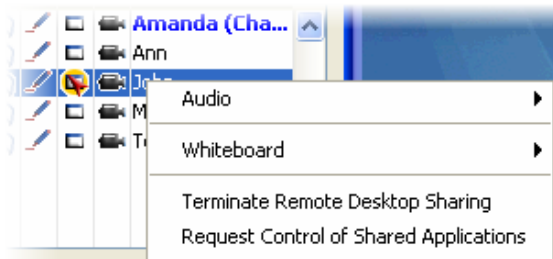 Amanda (Cha...
Ann
Audio
Whiteboard
Terminate Remote Desktop Sharing
Request Control of Shared Applications